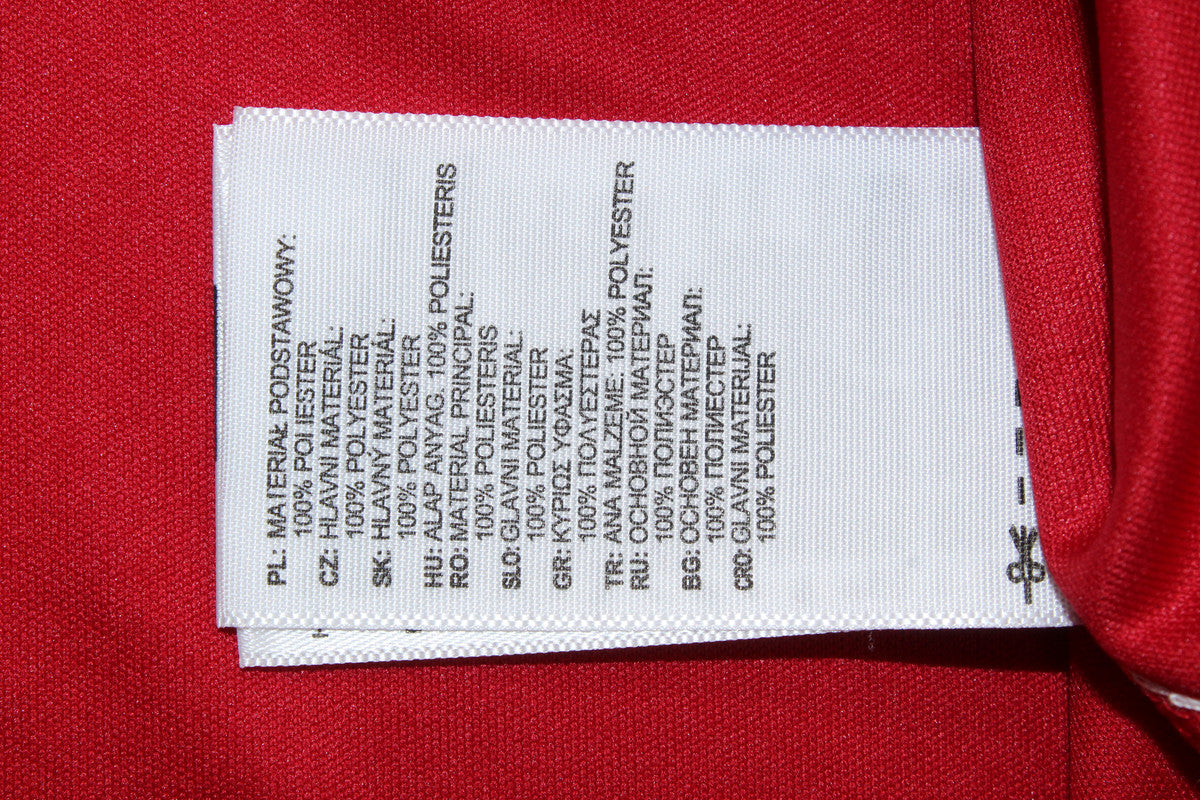 PL: MATERIAŁ PODSTAWOWY:
100% POLIESTER
CZ: HLAVNI MATERIÁL:
100% POLYESTER
SK: HLAVNÝ MATERIÁL:
100% POLYESTER
HU: ALAP ANYAG. 100% POLIESTERIS
RO: MATERIAL PRINCIPAL:
100% POLIESTERIS
SLO: GLAVNI MATERIAL:
100% POLIESTER
GR: ΚΥΡΙΩΣ ΥΦΑΣΜΑ:
100% ΠΟΛΥΕΣΤΕΡΑΣ
TR: ANA MALZEME. 100% POLYESTER
RU: ОСНОВНОЙ МАТЕРИАЛ:
100% ПОЛИЭСТЕР
BG: ОСНОВЕН МАТЕРИАЛ:
100% ПОЛИЕСТЕР
CRO: GLAVNI MATERIJAL:
100% POLIESTER